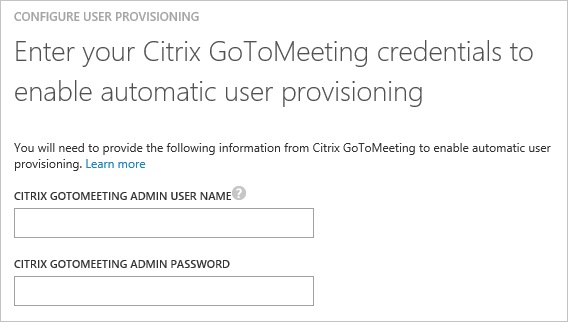 CONFIGURE USER PROVISIONING
Enter your Citrix GoToMeeting credentials to
enable automatic user provisioning
You will need to provide the following information from Citrix GoToMeeting to enable automatic user
provisioning. Learn more
CITRIX GOTOMEETING ADMIN USER NAME ?
CITRIX GOTOMEETING ADMIN PASSWORD